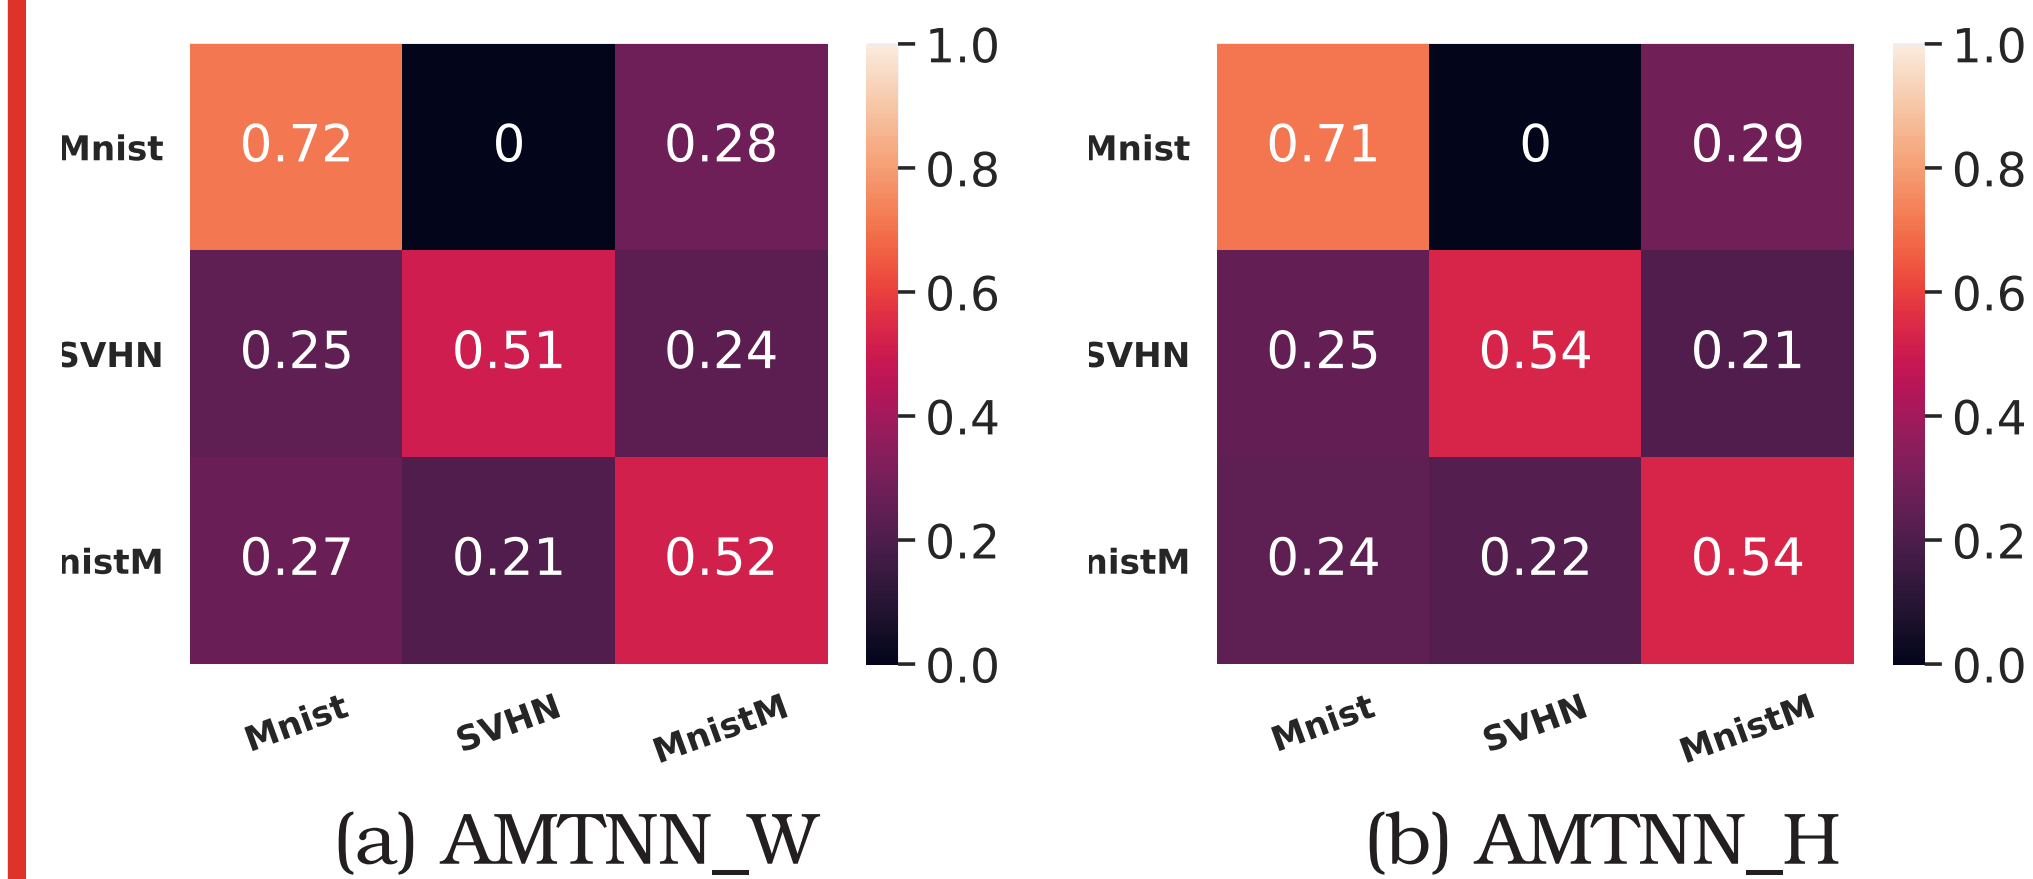 Mnist 0.72 0 0.28
SVHN 0.25 0.51 0.24
nistM 0.27 0.21 0.52
Mnist SVHN MnistM
1.0
0.8
0.6
0.4
0.2
0.0
(a) AMTNN_W
Mnist 0.71 0 0.29
SVHN 0.25 0.54 0.21
nistM 0.24 0.22 0.54
Mnist SVHN MnistM
1.0
0.8
0.6
0.4
0.2
0.0
(b) AMTNN_H